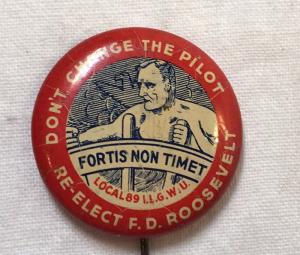 DON'T CHANGE THE PILOT
FORTIS NON TIMET
LOCAL 89 I.L.G.W.U.
RE-ELECT F.D. ROOSEVELT